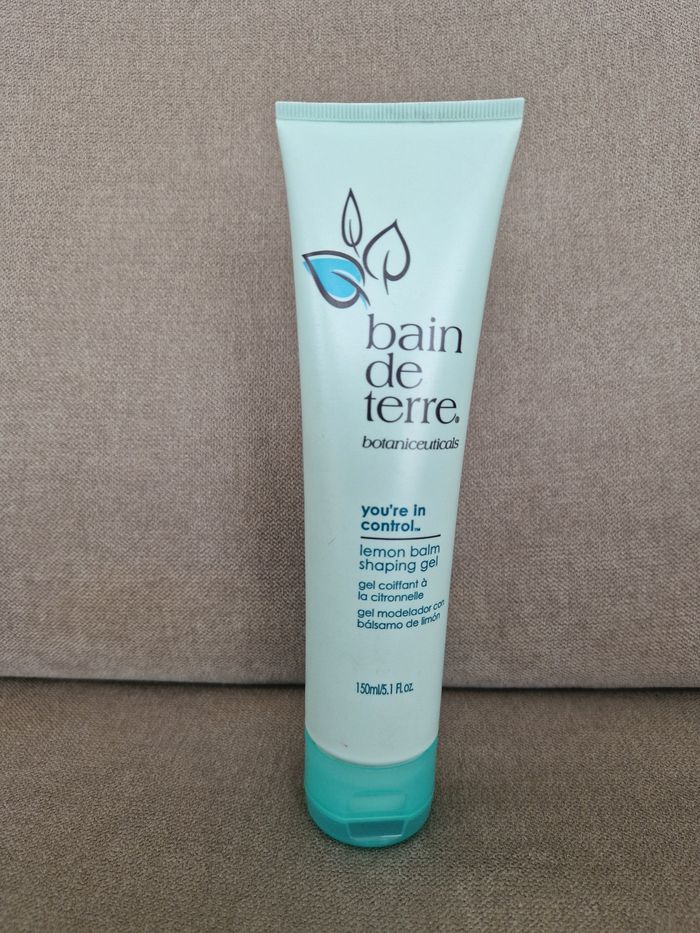 bain
de
terre®
botaniceuticals
you're in
control™
lemon balm
shaping gel
gel coiffant à
la citronnelle
gel modelador con
bálsamo de limón
150ml/5.1 Fl.oz.